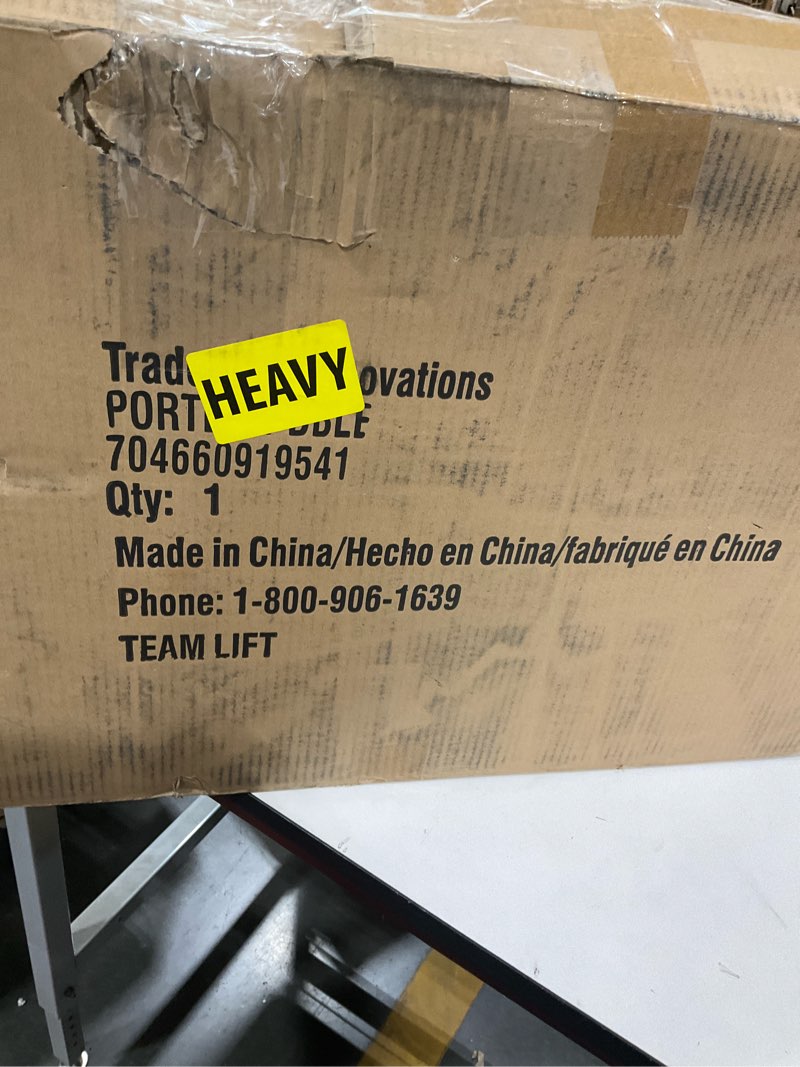 Trad HEAVY ovations
PORT BBLE
704660919541
Qty: 1
Made in China/Hecho en China/fabriqué en China
Phone: 1-800-906-1639
TEAM LIFT